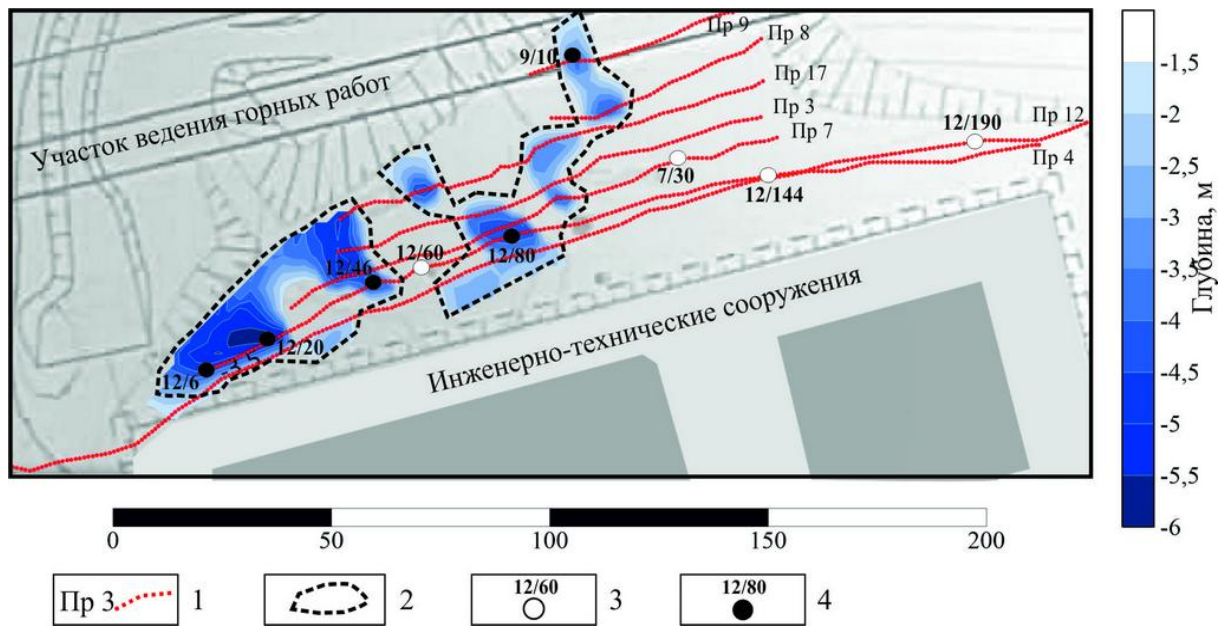 Пр 9
Пр 8
9/10
Пр 17
Участок ведения горных работ
Пр 3
Пр 7
12/190
Пр 12
7/30
Пр 4
12/144
12/60
12/80
12/46
12/20
12/6
-3,5
Инженерно-технические сооружения
-1,5
-2
-2,5
-3
-3,5
-4
-4,5
-5
-5,5
-6
Глубина, м
0 50 100 150 200
Пр 3 1
2
12/60
3
12/80
4